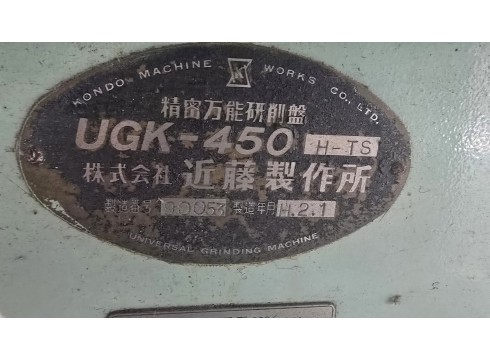 KONDO MACHINE K WORKS CO., LTD.
精密万能研削盤
UGK-450 H-TS
株式会社 近藤製作所
製造番号 製造年月 H.2.1
UNIVERSAL GRINDING MACHINE